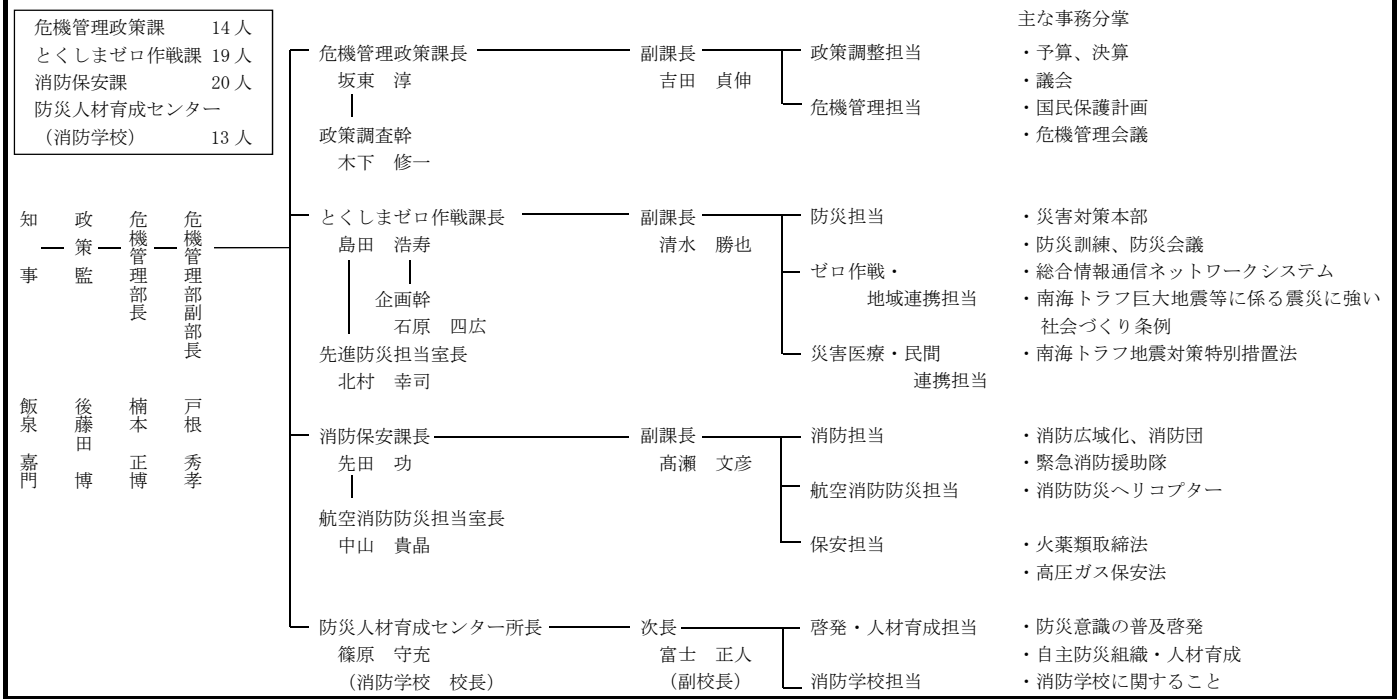 危機管理政策課 14人
とくしまゼロ作戦課 19人
消防保安課 20人
防災人材育成センター
（消防学校） 13人
知事
飯泉 嘉門
政策監
後藤田 博
危機管理部長
楠本 正博
危機管理部副部長
戸根 秀孝
主な事務分掌
危機管理政策課長 副課長 政策調整担当 ・予算、決算
坂東 淳 吉田 貞伸 ・議会
危機管理担当 ・国民保護計画
政策調査幹 ・危機管理会議
木下 修一
とくしまゼロ作戦課長 副課長 防災担当 ・災害対策本部
島田 浩寿 清水 勝也 ・防災訓練、防災会議
ゼロ作戦・ ・総合情報通信ネットワークシステム
企画幹 地域連携担当 ・南海トラフ巨大地震等に係る震災に強い
石原 四広 社会づくり条例
先進防災担当室長 災害医療・民間 ・南海トラフ地震対策特別措置法
北村 幸司 連携担当
消防保安課長 副課長 消防担当 ・消防広域化、消防団
先田 功 髙瀬 文彦 ・緊急消防援助隊
航空消防防災担当 ・消防防災ヘリコプター
航空消防防災担当室長
中山 貴晶 保安担当 ・火薬類取締法
・高圧ガス保安法
防災人材育成センター所長 次長 啓発・人材育成担当 ・防災意識の普及啓発
篠原 守充 富士 正人 ・自主防災組織・人材育成
（消防学校 校長） （副校長） 消防学校担当 ・消防学校に関すること